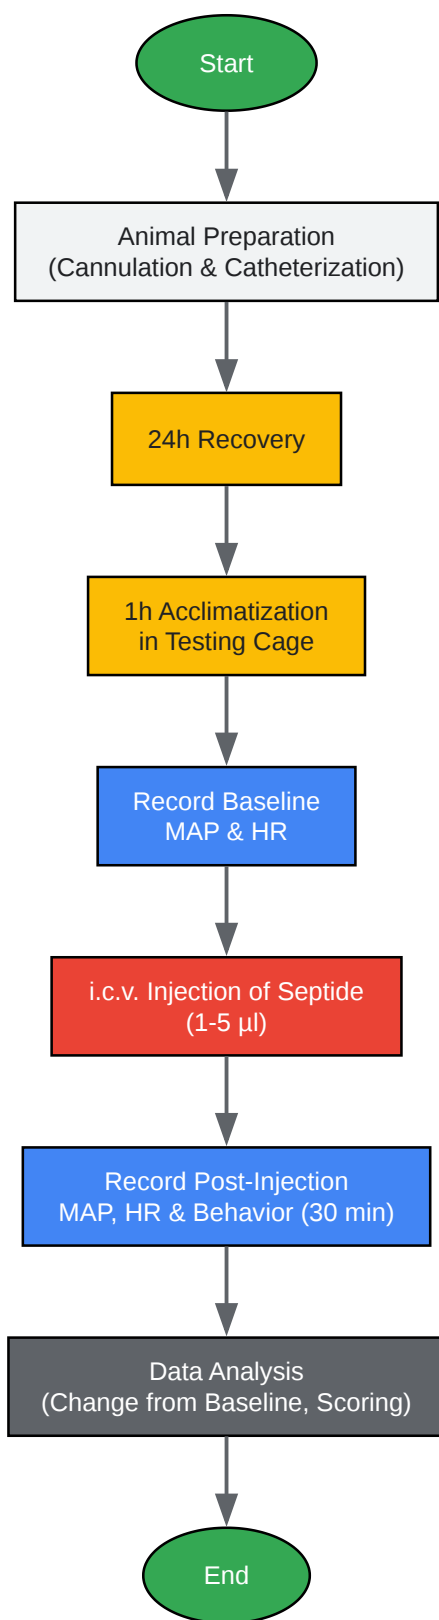 Start
Animal Preparation
(Cannulation & Catheterization)
24h Recovery
1h Acclimatization
in Testing Cage
Record Baseline
MAP & HR
i.c.v. Injection of Septide
(1-5 µl)
Record Post-Injection
MAP, HR & Behavior (30 min)
Data Analysis
(Change from Baseline, Scoring)
End